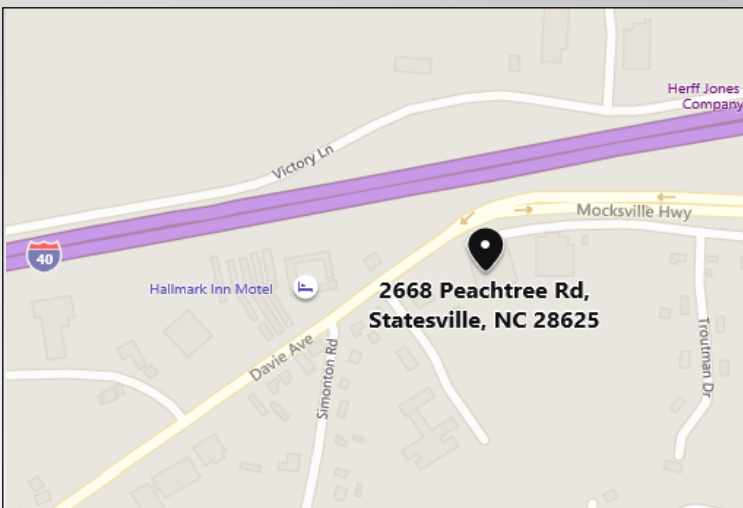 Herff Jones
Company
Victory Ln
Mocksville Hwy
40
Hallmark Inn Motel
2668 Peachtree Rd,
Statesville, NC 28625
Davie Ave
Simonton Rd
Troutman Dr